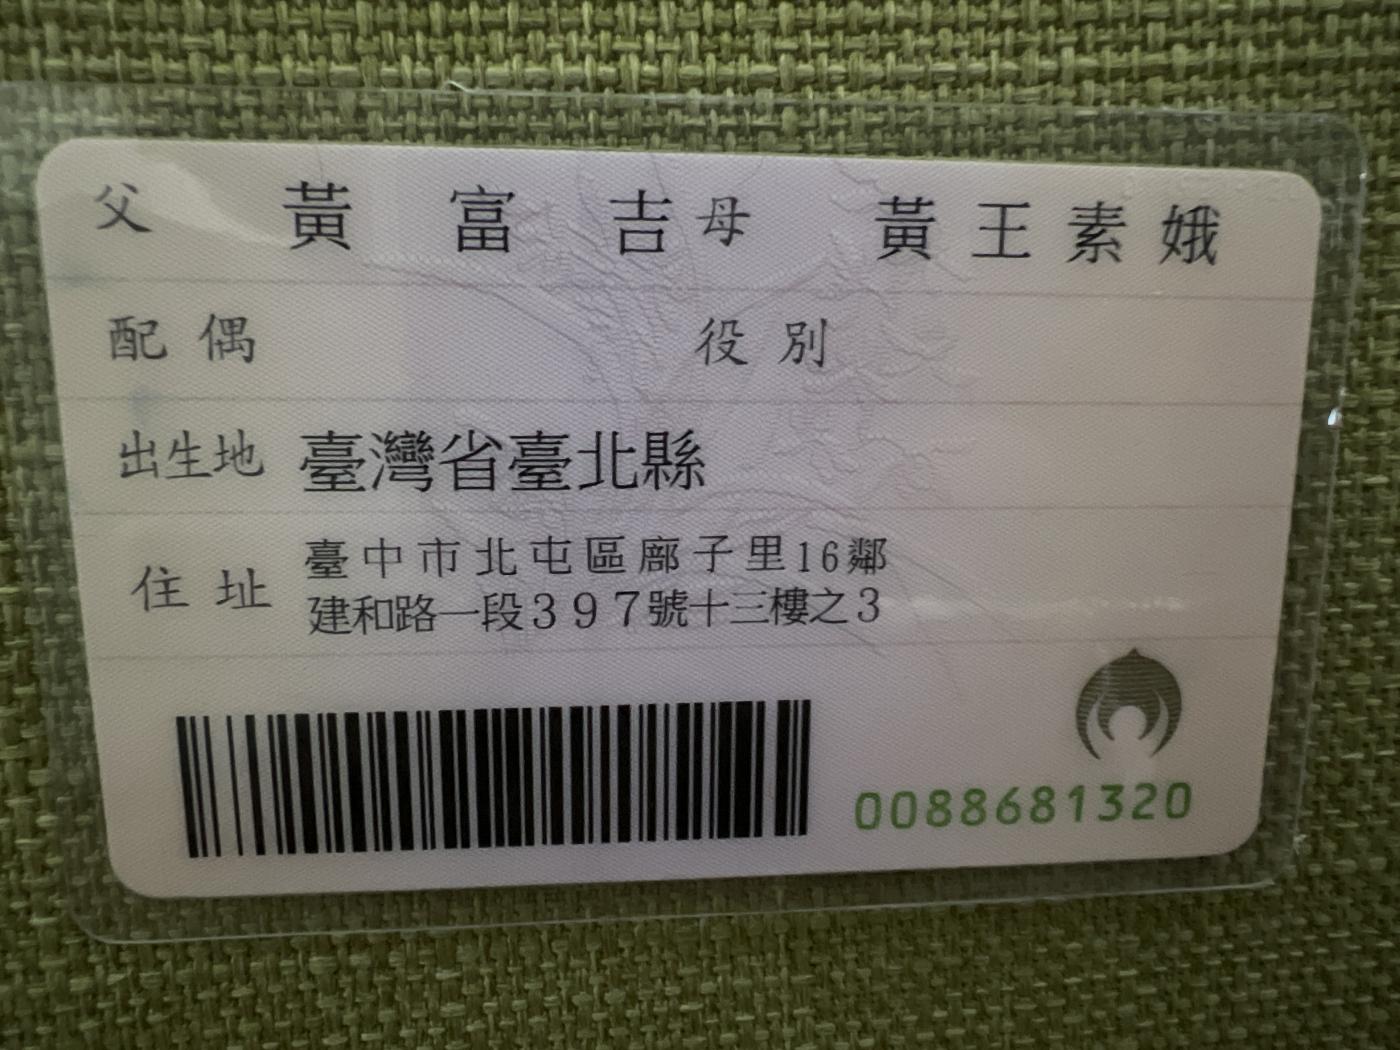 父 黃富吉 母 黃王素娥
配偶 役別
出生地 臺灣省臺北縣
住址 臺中市北屯區廍子里16鄰
建和路一段397號十三樓之3
0088681320